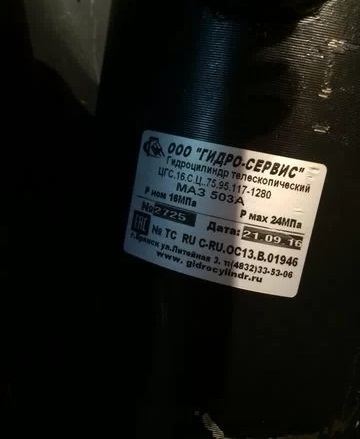 ООО "ГИДРО-СЕРВИС"
Гидроцилиндр телескопический
ЦГС.16.С.Ц..75.95.117-1280
МАЗ 503А
Р ном 16МПа Р мах 24МПа
№2725 Дата: 21.09.16
ЕАС № ТС RU C-RU.OC13.B.01946
г.Брянск ул.Литейная 3, т(4832)33-53-06
www. gidrocylindr.ru